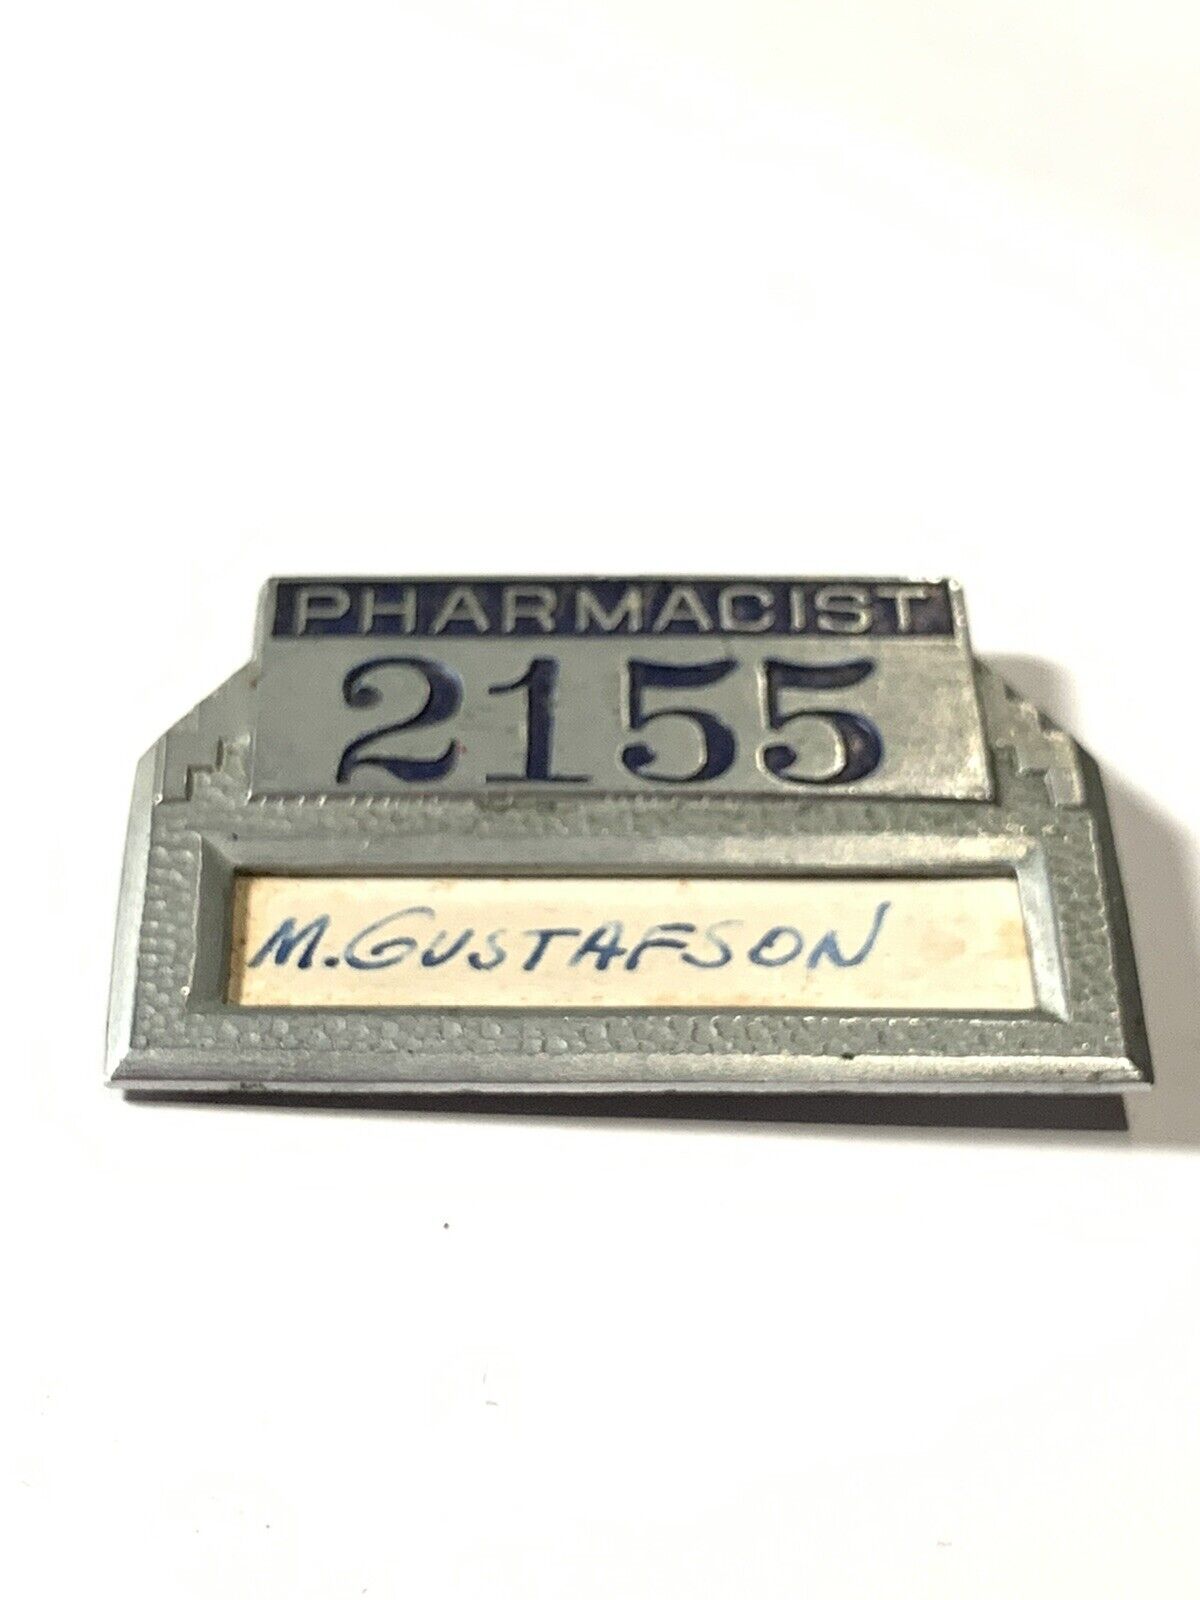 PHARMACIST
2155
M. GUSTAFSON